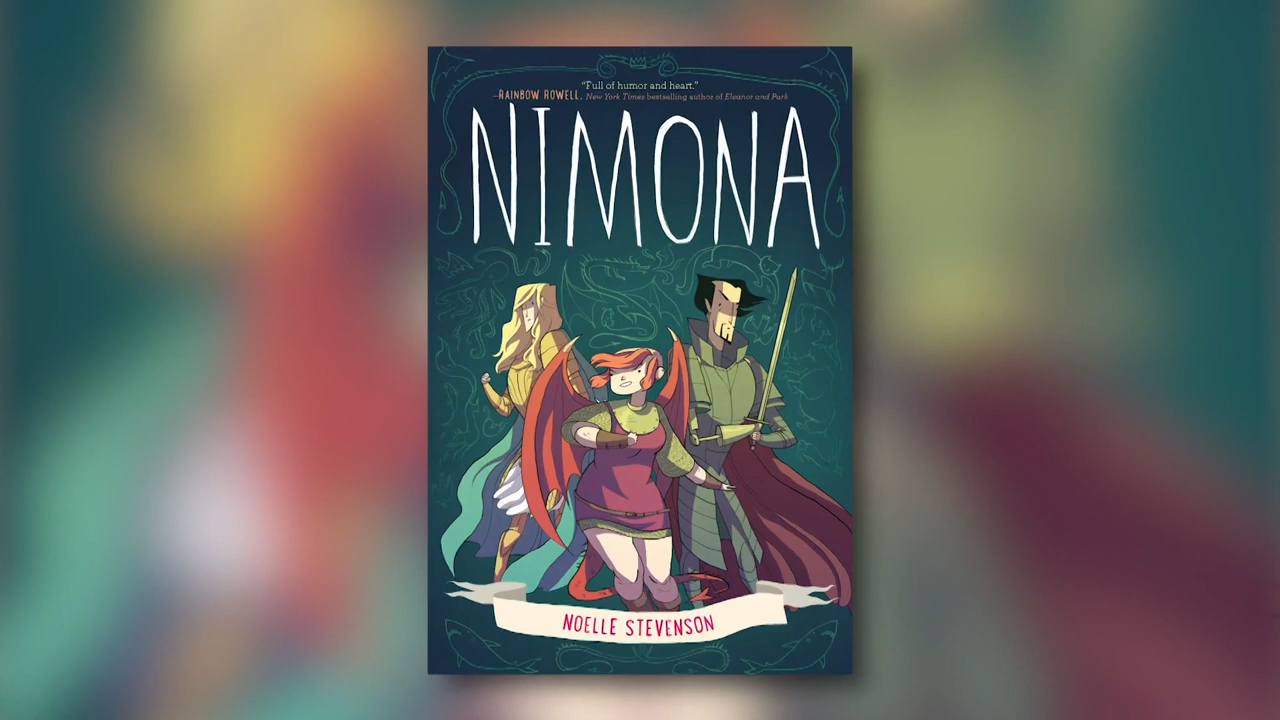 “Full of humor and heart.”
—RAINBOW ROWELL, New York Times bestselling author of Eleanor and Park
NIMONA
NOELLE STEVENSON